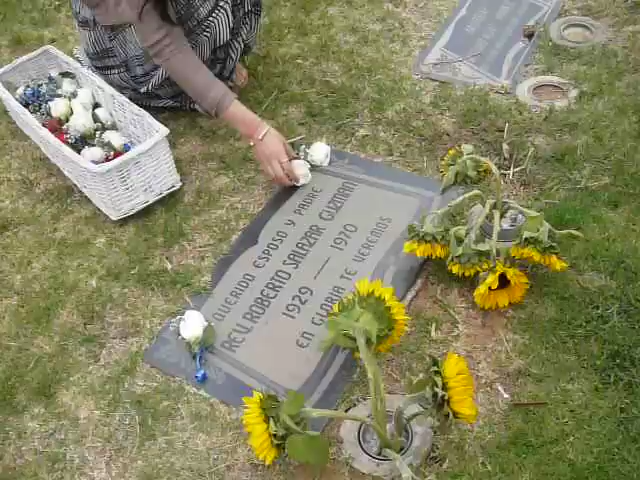 QUERIDO ESPOSO Y PADRE
REV. ROBERTO SALAZAR GUZMAN
1929 — 1970
EN GLORIA TE VEREMOS